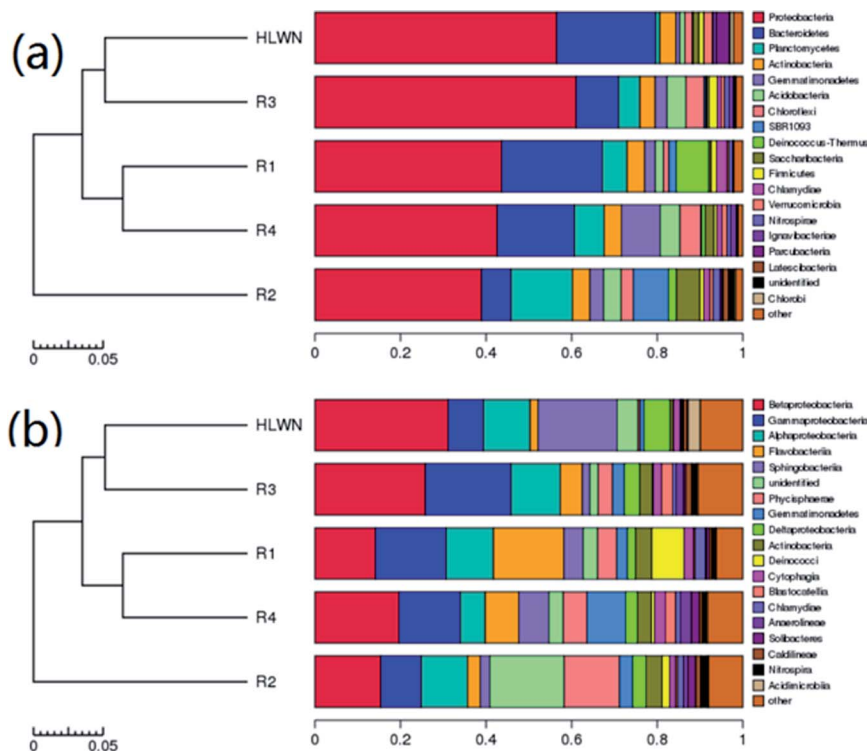 (a)
HLWN
R3
R1
R4
R2
0 0.05
0 0.2 0.4 0.6 0.8 1
Proteobacteria
Bacteroidetes
Planctomycetes
Actinobacteria
Gemmatimonadetes
Acidobacteria
Chloroflexi
SBR1093
Deinococcus-Thermus
Saccharibacteria
Firmicutes
Chlamydiae
Verrucomicrobia
Nitrospirae
Ignavibacteriae
Parcubacteria
Latescibacteria
unidentified
Chlorobi
other
(b)
HLWN
R3
R1
R4
R2
0 0.05
0 0.2 0.4 0.6 0.8 1
Betaproteobacteria
Gammaproteobacteria
Alphaproteobacteria
Flavobacteriia
Sphingobacteriia
unidentified
Phycisphaerae
Gemmatimonadetes
Deltaproteobacteria
Actinobacteria
Deinococci
Cytophagia
Blastocatellia
Chlamydiae
Anaerolineae
Solibacteres
Caldilineae
Nitrospira
Acidimicrobiia
other